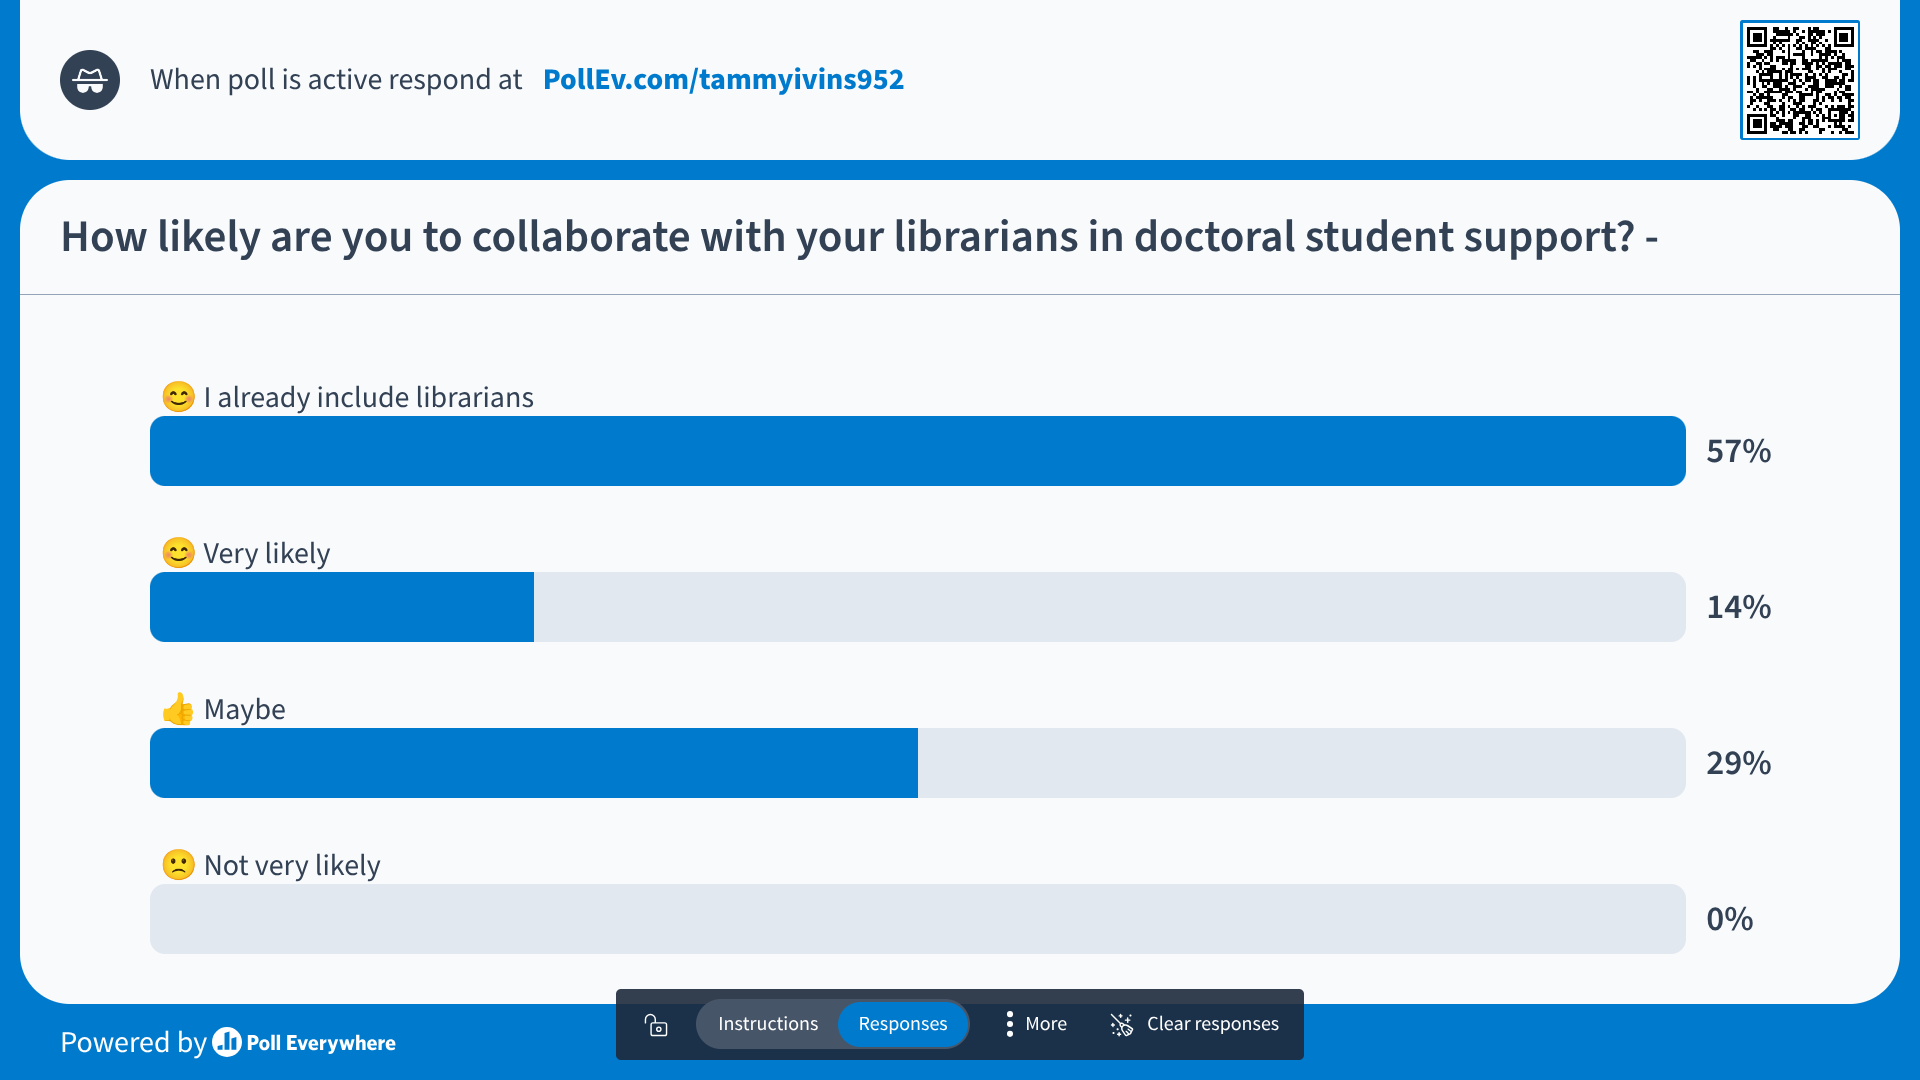 When poll is active respond at PollEv.com/tammyivins952
How likely are you to collaborate with your librarians in doctoral student support? -
😊 I already include librarians
57%
😊 Very likely
14%
👍 Maybe
29%
🙁 Not very likely
0%
Powered by Poll Everywhere
Instructions Responses More Clear responses